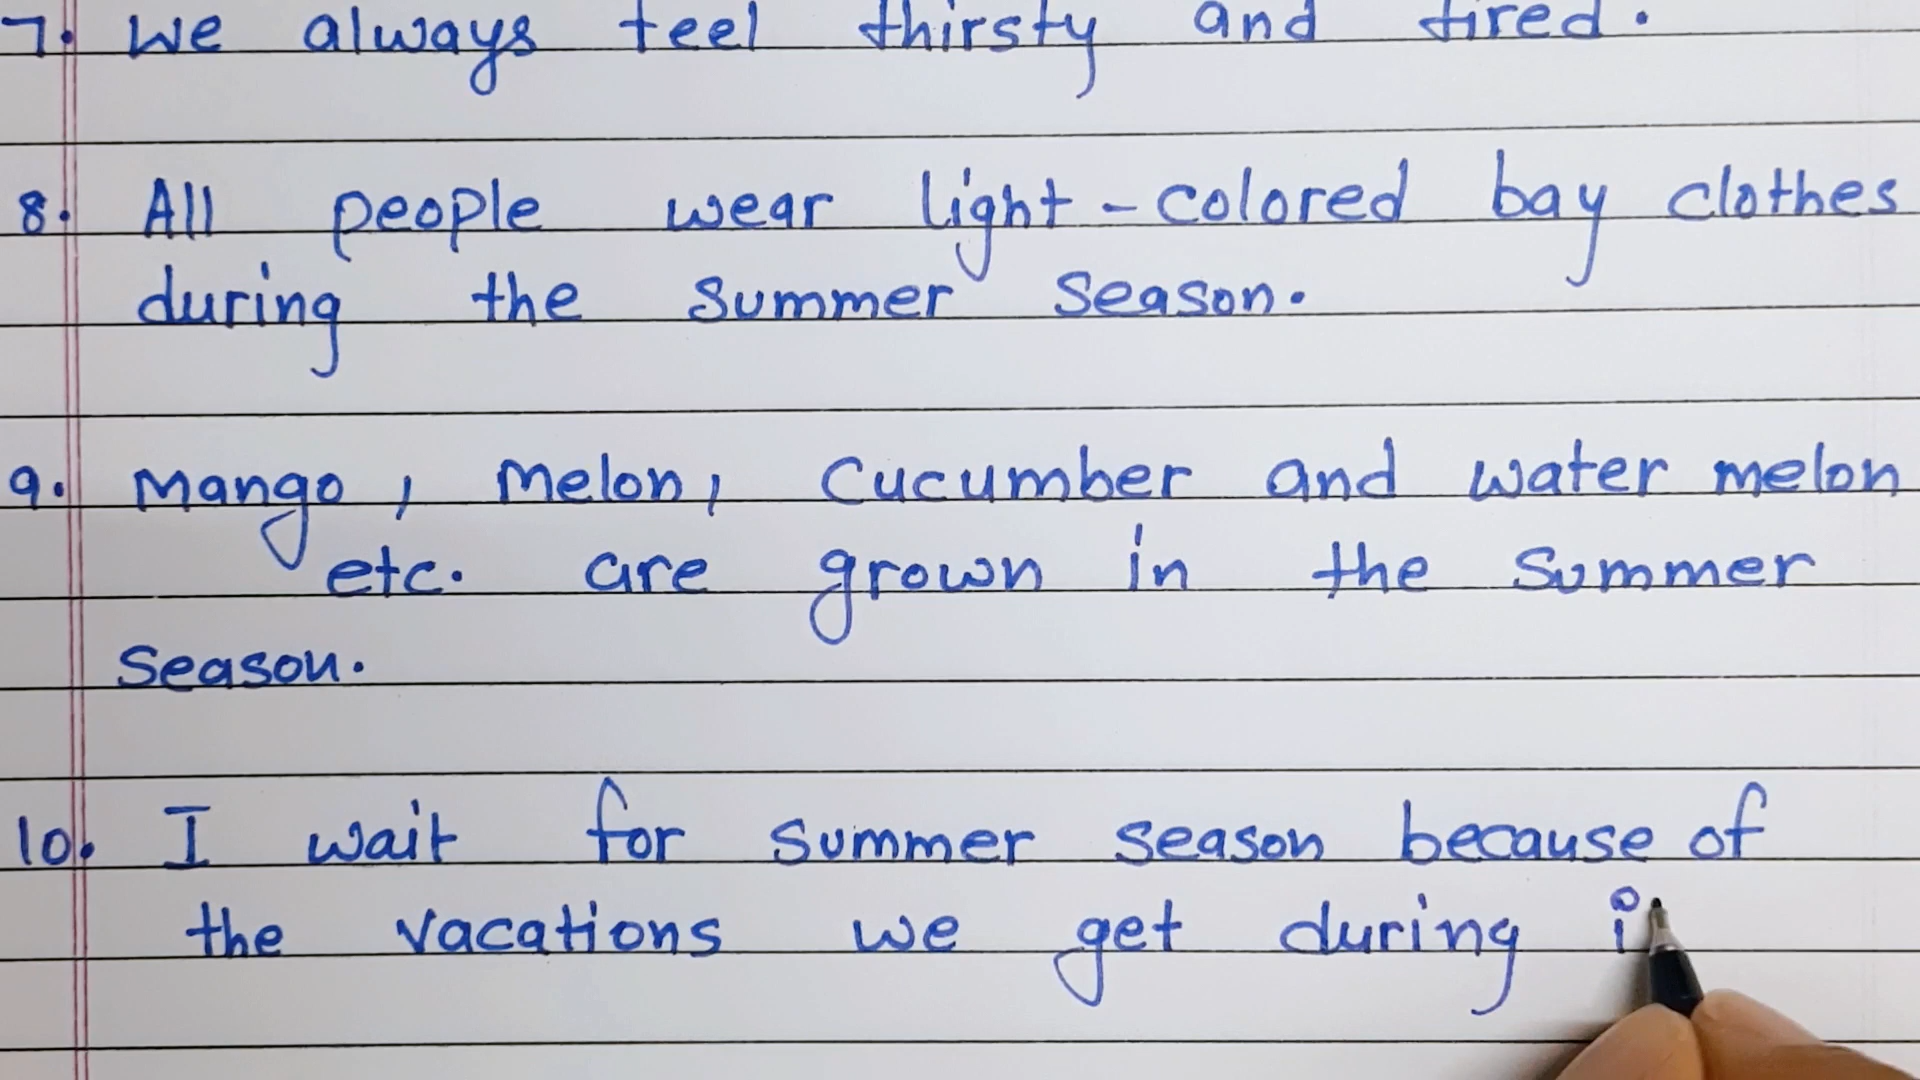 7. We always feel thirsty and tired.
8. All people wear light-colored bay clothes
during the summer season.
9. Mango, Melon, Cucumber and water melon
etc. are grown in the summer
season.
10. I wait for summer season because of
the vacations we get during i